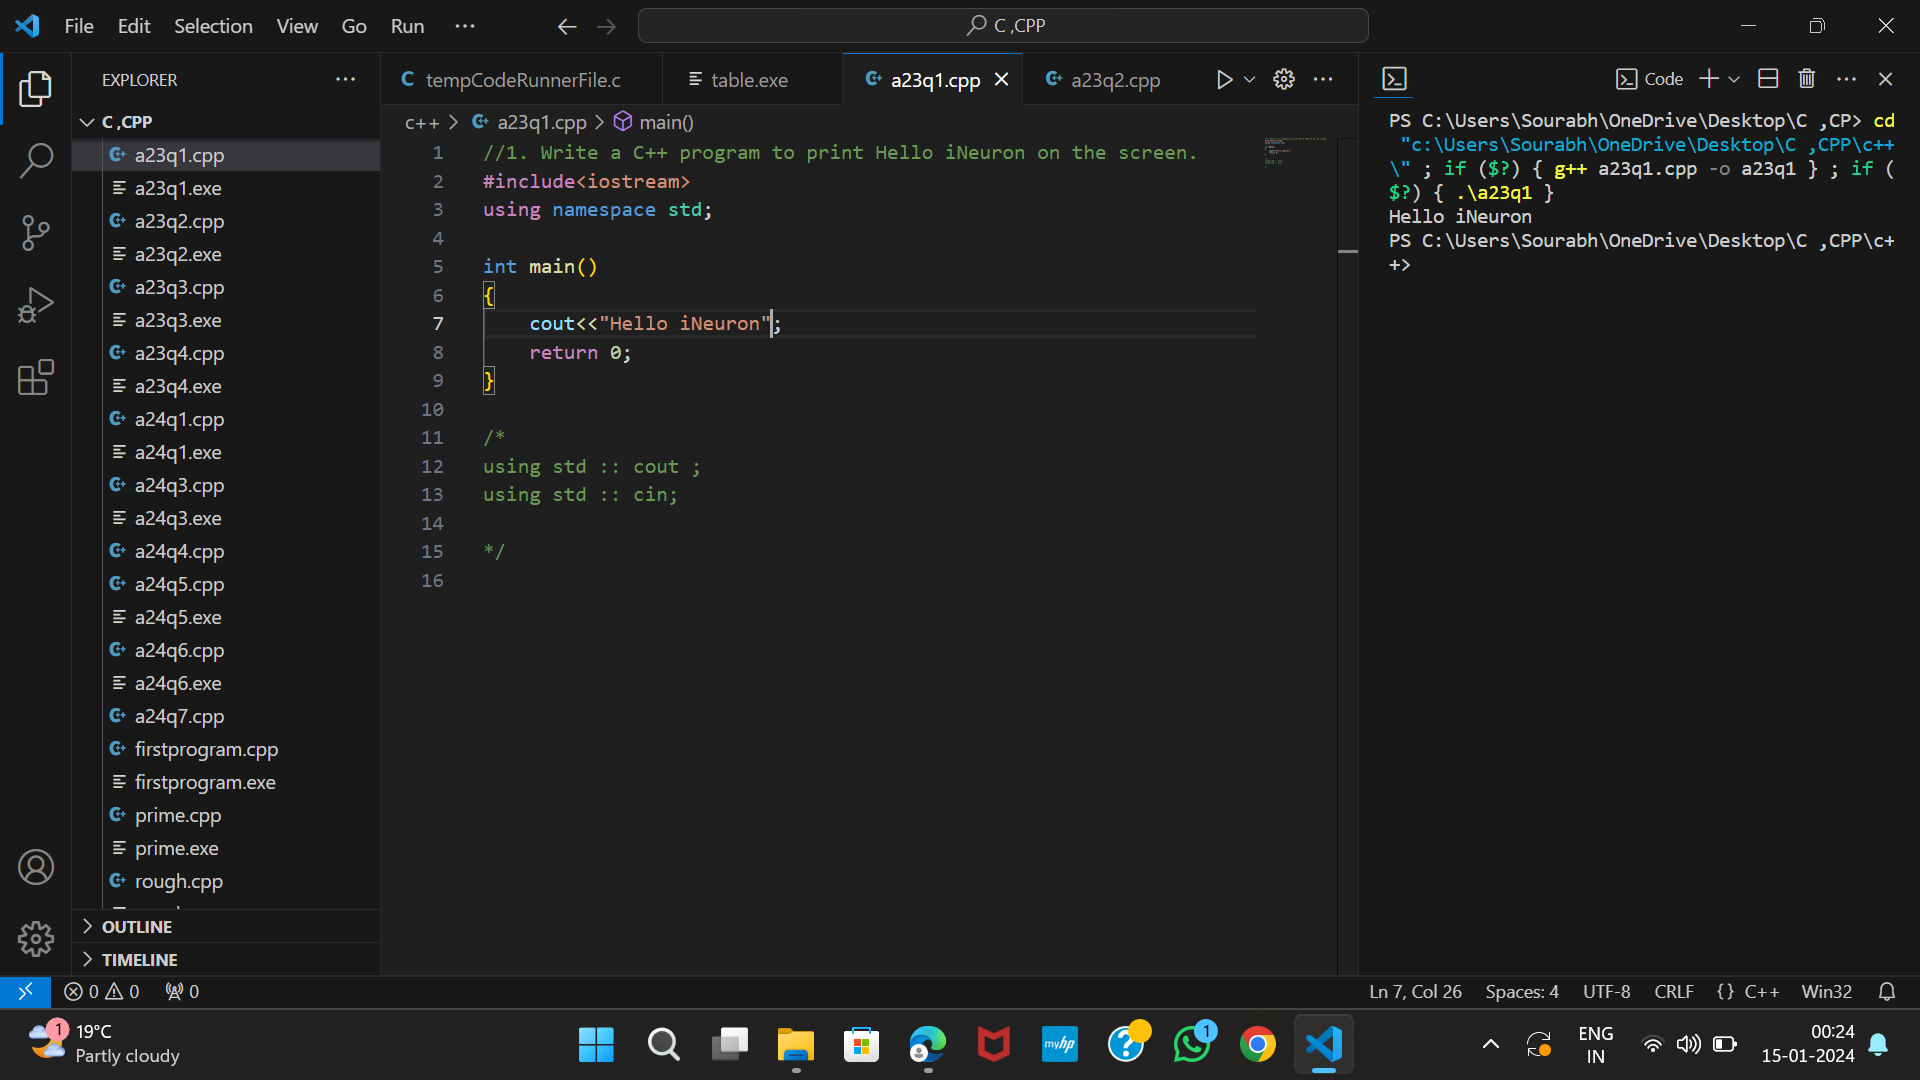 File Edit Selection View Go Run ··· C ,CPP
EXPLORER ···
C ,CPP
a23q1.cpp
a23q1.exe
a23q2.cpp
a23q2.exe
a23q3.cpp
a23q3.exe
a23q4.cpp
a23q4.exe
a24q1.cpp
a24q1.exe
a24q3.cpp
a24q3.exe
a24q4.cpp
a24q5.cpp
a24q5.exe
a24q6.cpp
a24q6.exe
a24q7.cpp
firstprogram.cpp
firstprogram.exe
prime.cpp
prime.exe
rough.cpp
OUTLINE
TIMELINE
tempCodeRunnerFile.c table.exe a23q1.cpp a23q2.cpp
c++ > a23q1.cpp > main()
1 //1. Write a C++ program to print Hello iNeuron on the screen.
2 #include<iostream>
3 using namespace std;
4
5 int main()
6 {
7 cout<<"Hello iNeuron";
8 return 0;
9 }
10
11 /*
12 using std :: cout ;
13 using std :: cin;
14
15 */
16
Code
PS C:\Users\Sourabh\OneDrive\Desktop\C ,CP> cd
"c:\Users\Sourabh\OneDrive\Desktop\C ,CPP\c++
\" ; if ($?) { g++ a23q1.cpp -o a23q1 } ; if (
$?) { .\a23q1 }
Hello iNeuron
PS C:\Users\Sourabh\OneDrive\Desktop\C ,CPP\c+
+>
0 0 0 Ln 7, Col 26 Spaces: 4 UTF-8 CRLF {} C++ Win32
1 19°C
Partly cloudy
myhp
?
1
ENG
IN
00:24
15-01-2024